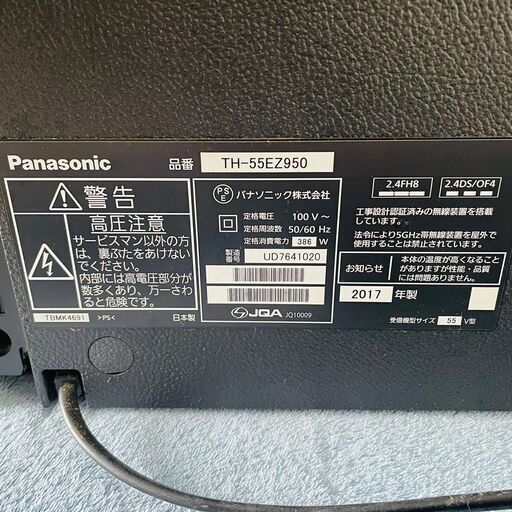 Panasonic
品番
TH-55EZ950
警告
高圧注意
サービスマン以外の方
は、裏ぶたをあけない
でください。
内部には高電圧部分が
数多くあり、万一さわる
と危険です。
TBMK4691 >PS< 日本製
PSE
パナソニック株式会社
定格電圧 100 V～
定格周波数 50/60 Hz
定格消費電力 386 W
製造番号 UD7641020
JQA JQ10009
2.4FH8
2.4DS/OF4
工事設計認証済みの無線装置を搭載
しています。
法令により5GHz帯無線装置を屋外で
使用することは禁止されています。
お知らせ
本体の温度が高くなること
がありますが性能・品質
には問題ありません。
2017 年製
受信機型サイズ 55 V型